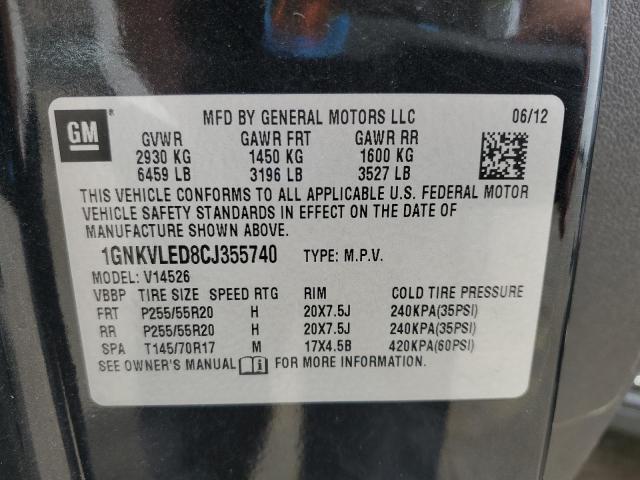 GM
MFD BY GENERAL MOTORS LLC 06/12
GVWR GAWR FRT GAWR RR
2930 KG 1450 KG 1600 KG
6459 LB 3196 LB 3527 LB
THIS VEHICLE CONFORMS TO ALL APPLICABLE U.S. FEDERAL MOTOR
VEHICLE SAFETY STANDARDS IN EFFECT ON THE DATE OF
MANUFACTURE SHOWN ABOVE.
1GNKVLED8CJ355740 TYPE: M.P.V.
MODEL: V14526
VBBP TIRE SIZE SPEED RTG RIM COLD TIRE PRESSURE
FRT P255/55R20 H 20X7.5J 240KPA(35PSI)
RR P255/55R20 H 20X7.5J 240KPA(35PSI)
SPA T145/70R17 M 17X4.5B 420KPA(60PSI)
SEE OWNER'S MANUAL i FOR MORE INFORMATION.